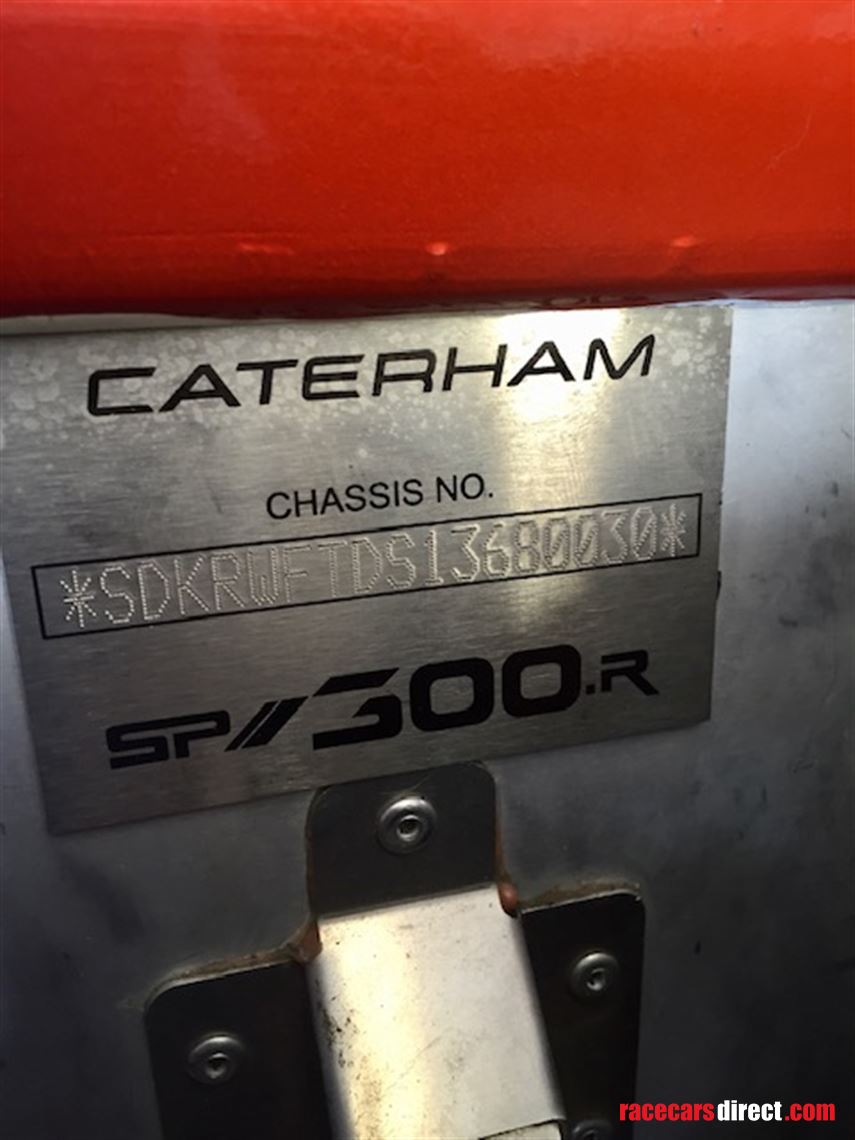 CATERHAM
CHASSIS NO.
*SDKRWFTDS13680030*
SP///300.R
racecarsdirect.com